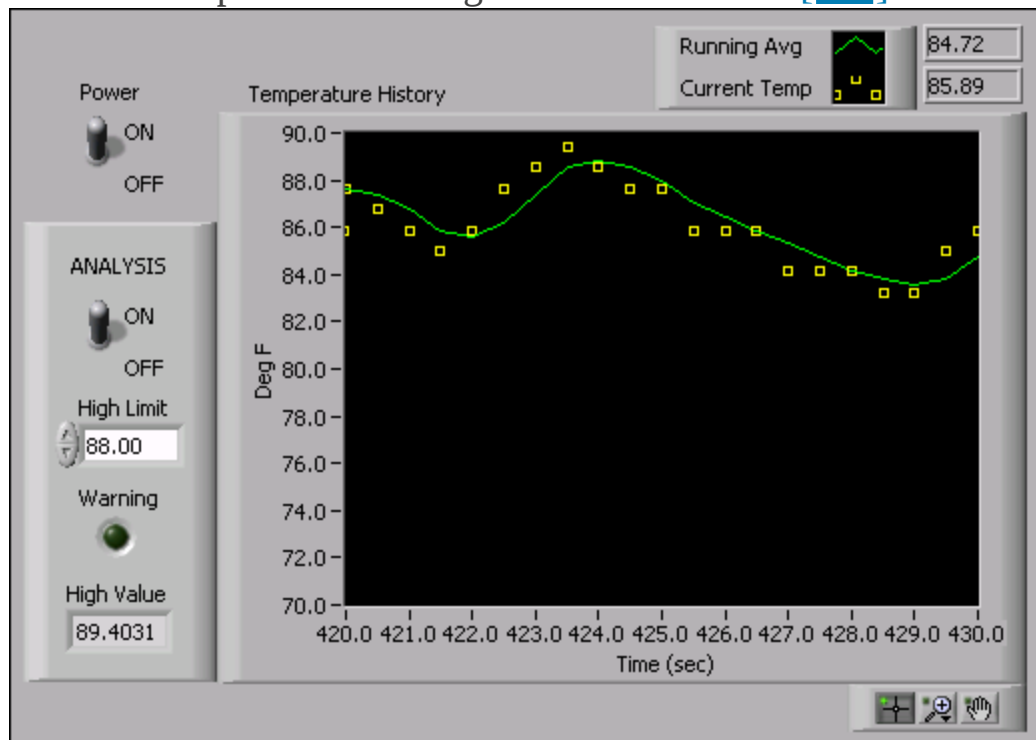 Running Avg
84.72
Current Temp
85.89
Power
ON
OFF
Temperature History
ANALYSIS
ON
OFF
High Limit
88.00
Warning
High Value
89.4031
Deg F
90.0
88.0
86.0
84.0
82.0
80.0
78.0
76.0
74.0
72.0
70.0
420.0 421.0 422.0 423.0 424.0 425.0 426.0 427.0 428.0 429.0 430.0
Time (sec)